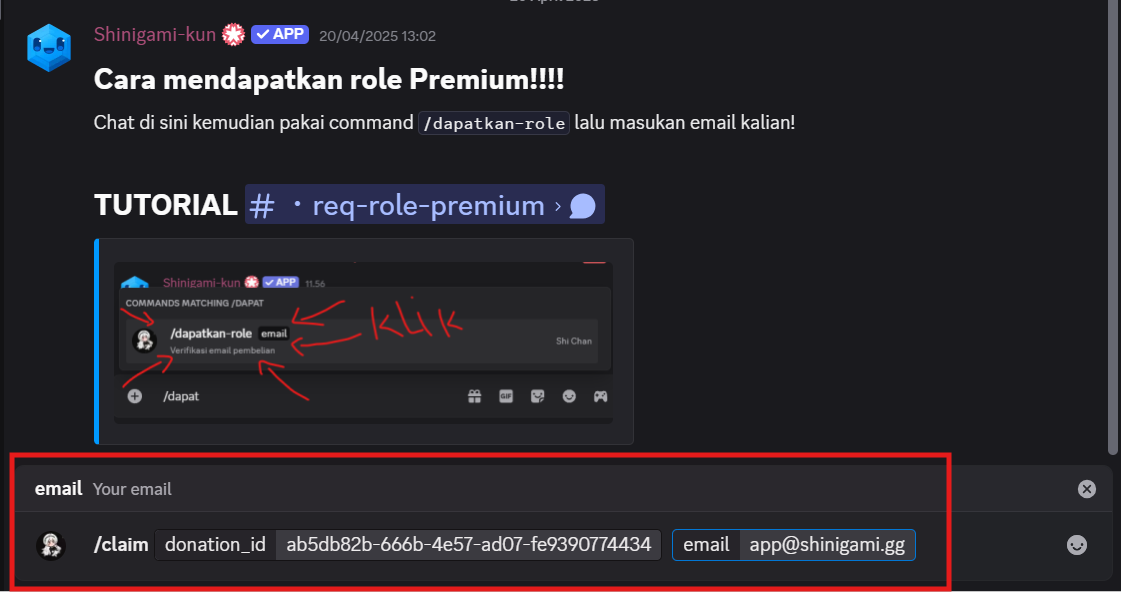 Shinigami-kun ✓ APP 20/04/2025 13:02
Cara mendapatkan role Premium!!!!
Chat di sini kemudian pakai command /dapatkan-role lalu masukan email kalian!
TUTORIAL # • req-role-premium ›
Shinigami-kun ✓ APP 11.56
COMMANDS MATCHING /DAPAT
/dapatkan-role email
Verifikasi email pembelian
Klik
Shi Chan
/dapat
GIF
email Your email
/claim donation_id ab5db82b-666b-4e57-ad07-fe9390774434 email app@shinigami.gg